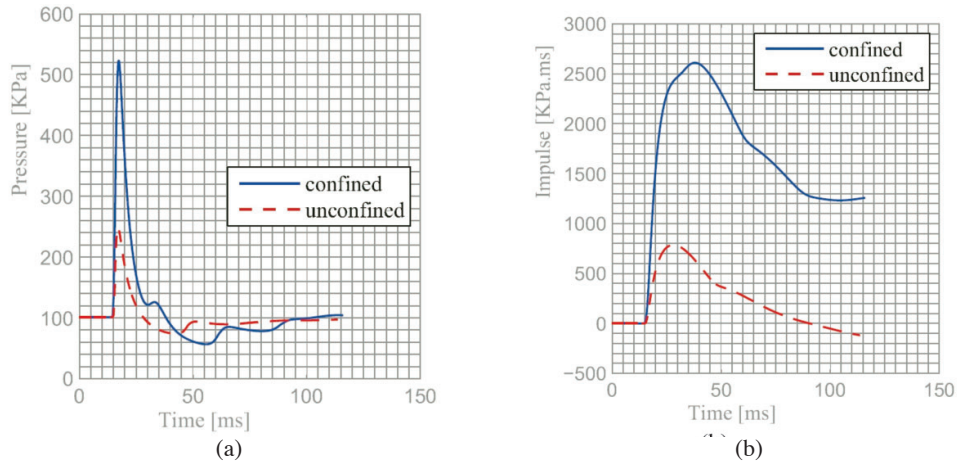 600
500
400
300
200
100
0
Pressure [KPa]
confined
unconfined
0 50 100 150
Time [ms]
(a)
3000
2500
2000
1500
1000
500
0
−500
Impulse [KPa.ms]
confined
unconfined
0 50 100 150
Time [ms]
(b)